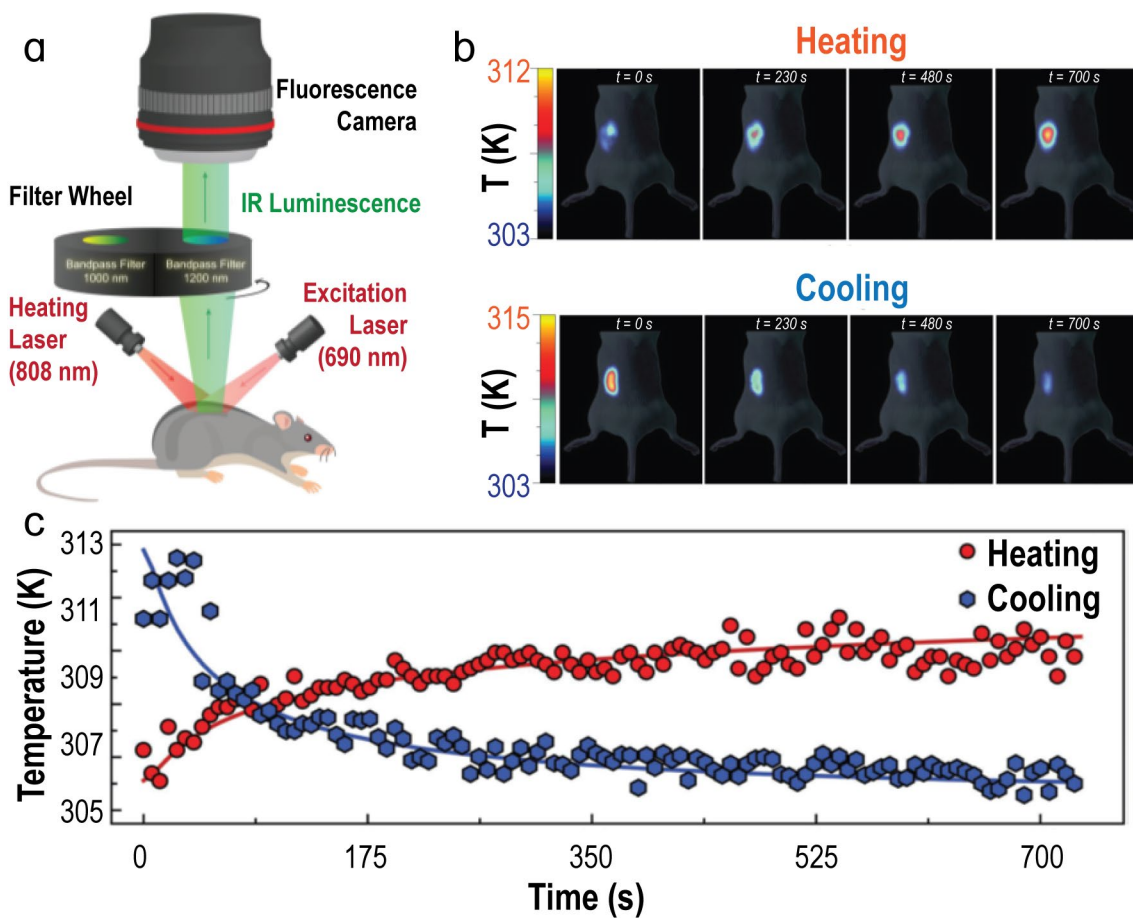 a
Fluorescence
Camera
Filter Wheel
IR Luminescence
Bandpass Filter
1000 nm
Bandpass Filter
1200 nm
Heating
Laser
(808 nm)
Excitation
Laser
(690 nm)
b
Heating
312
T (K)
303
t = 0 s
t = 230 s
t = 480 s
t = 700 s
Cooling
315
T (K)
303
t = 0 s
t = 230 s
t = 480 s
t = 700 s
c
313
311
309
307
305
Temperature (K)
Heating
Cooling
0
175
350
525
700
Time (s)